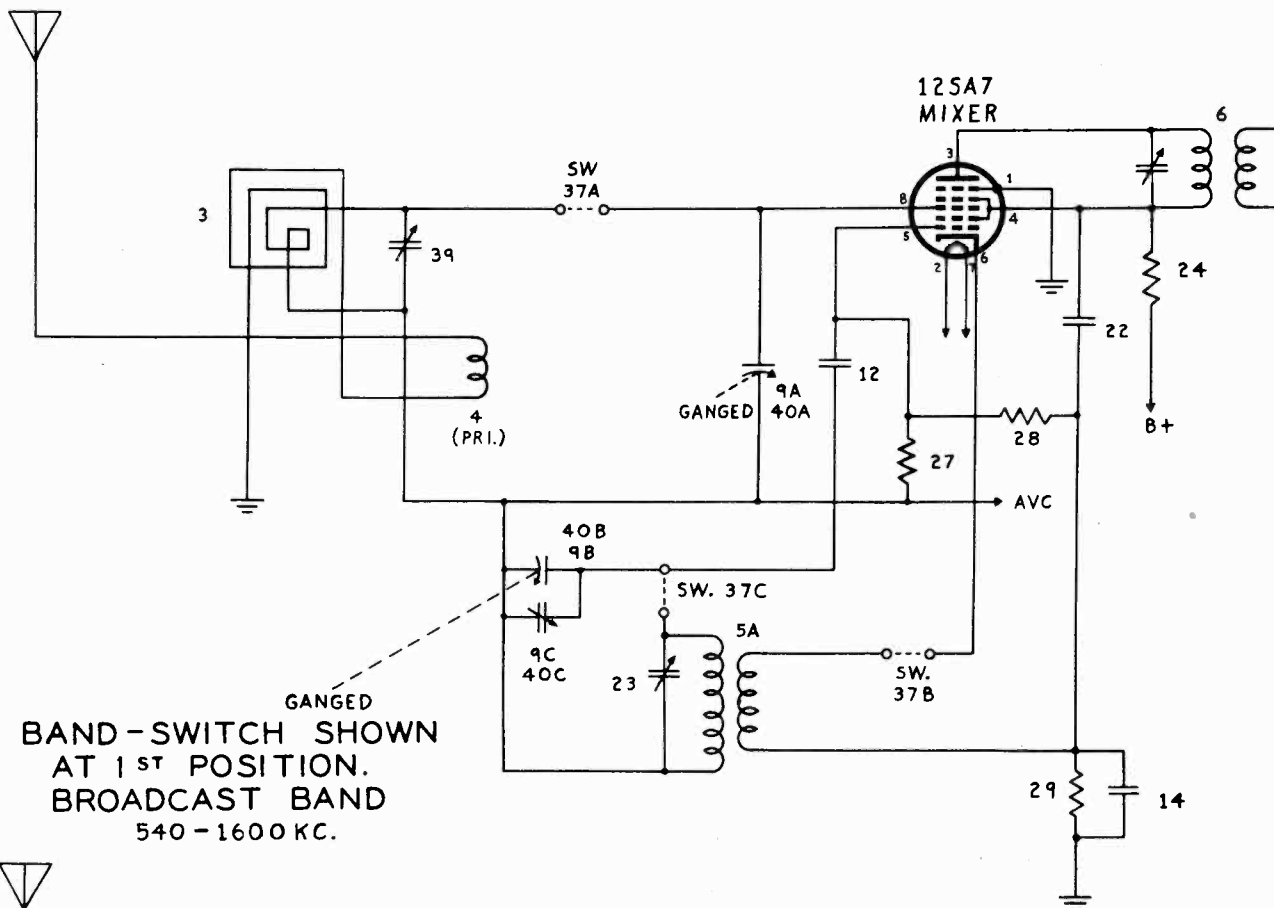 12SA7
MIXER
6
3
1
SW
37A
3
8
4
5
2
7
6
39
24
22
12
9A
GANGED
40A
4
(PRI.)
B+
28
27
AVC
40B
9B
SW. 37C
5A
9C
40C
23
SW.
37B
GANGED
BAND-SWITCH SHOWN
AT 1ST POSITION.
BROADCAST BAND
540-1600 KC.
29
14